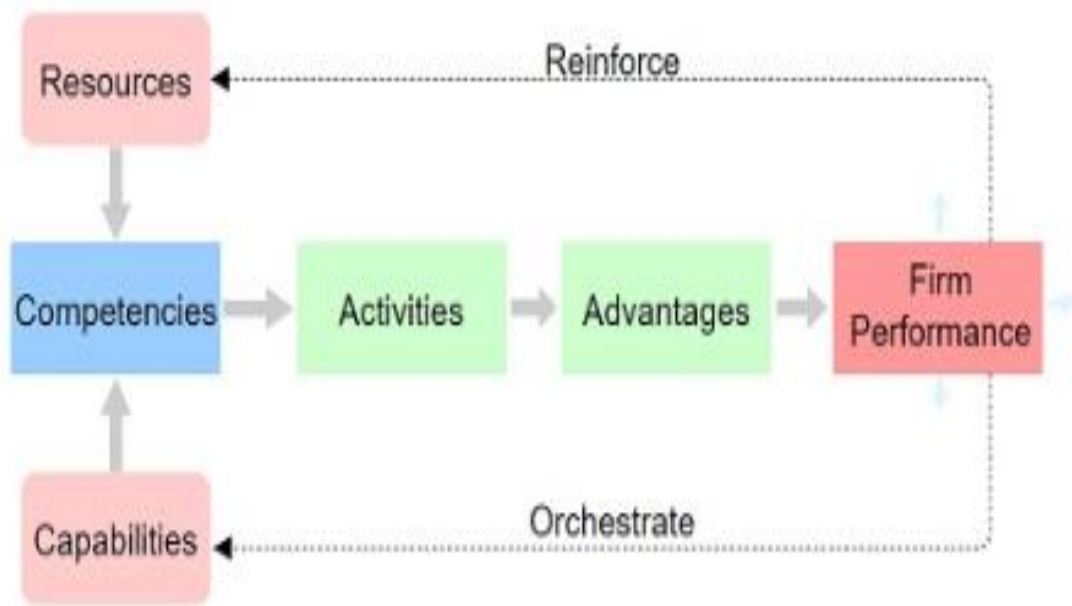 Reinforce
Resources
Competencies
Activities
Advantages
Firm
Performance
Orchestrate
Capabilities